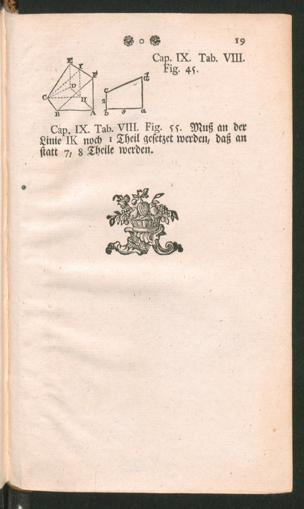 19
Cap. IX. Tab. VIII.
Fig. 45.
Cap. IX. Tab. VIII. Fig. 55. Muß an der
Linie IK noch 1 Theil gesetzet werden, daß an
statt 7, 8 Theile werden.